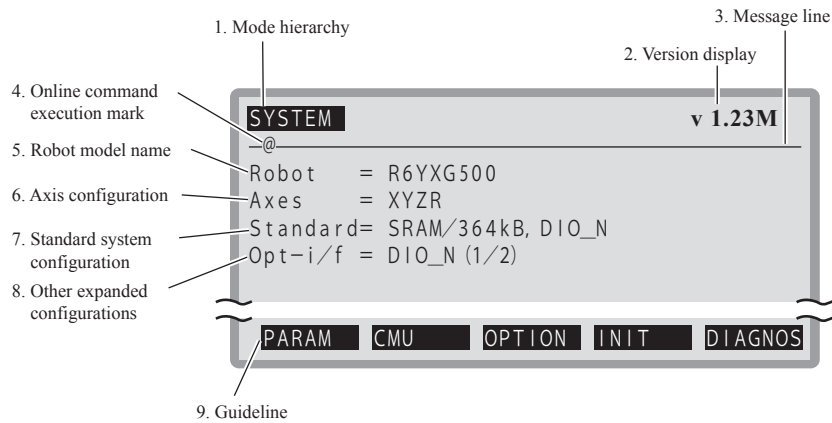 3. Message line
1. Mode hierarchy
2. Version display
4. Online command
execution mark
5. Robot model name
6. Axis configuration
7. Standard system
configuration
8. Other expanded
configurations
SYSTEM v 1.23M
@
Robot = R6YXG500
Axes = XYZR
Standard= SRAM/364kB, DIO_N
Opt-i/f = DIO_N (1/2)
PARAM CMU OPTION INIT DIAGNOS
9. Guideline